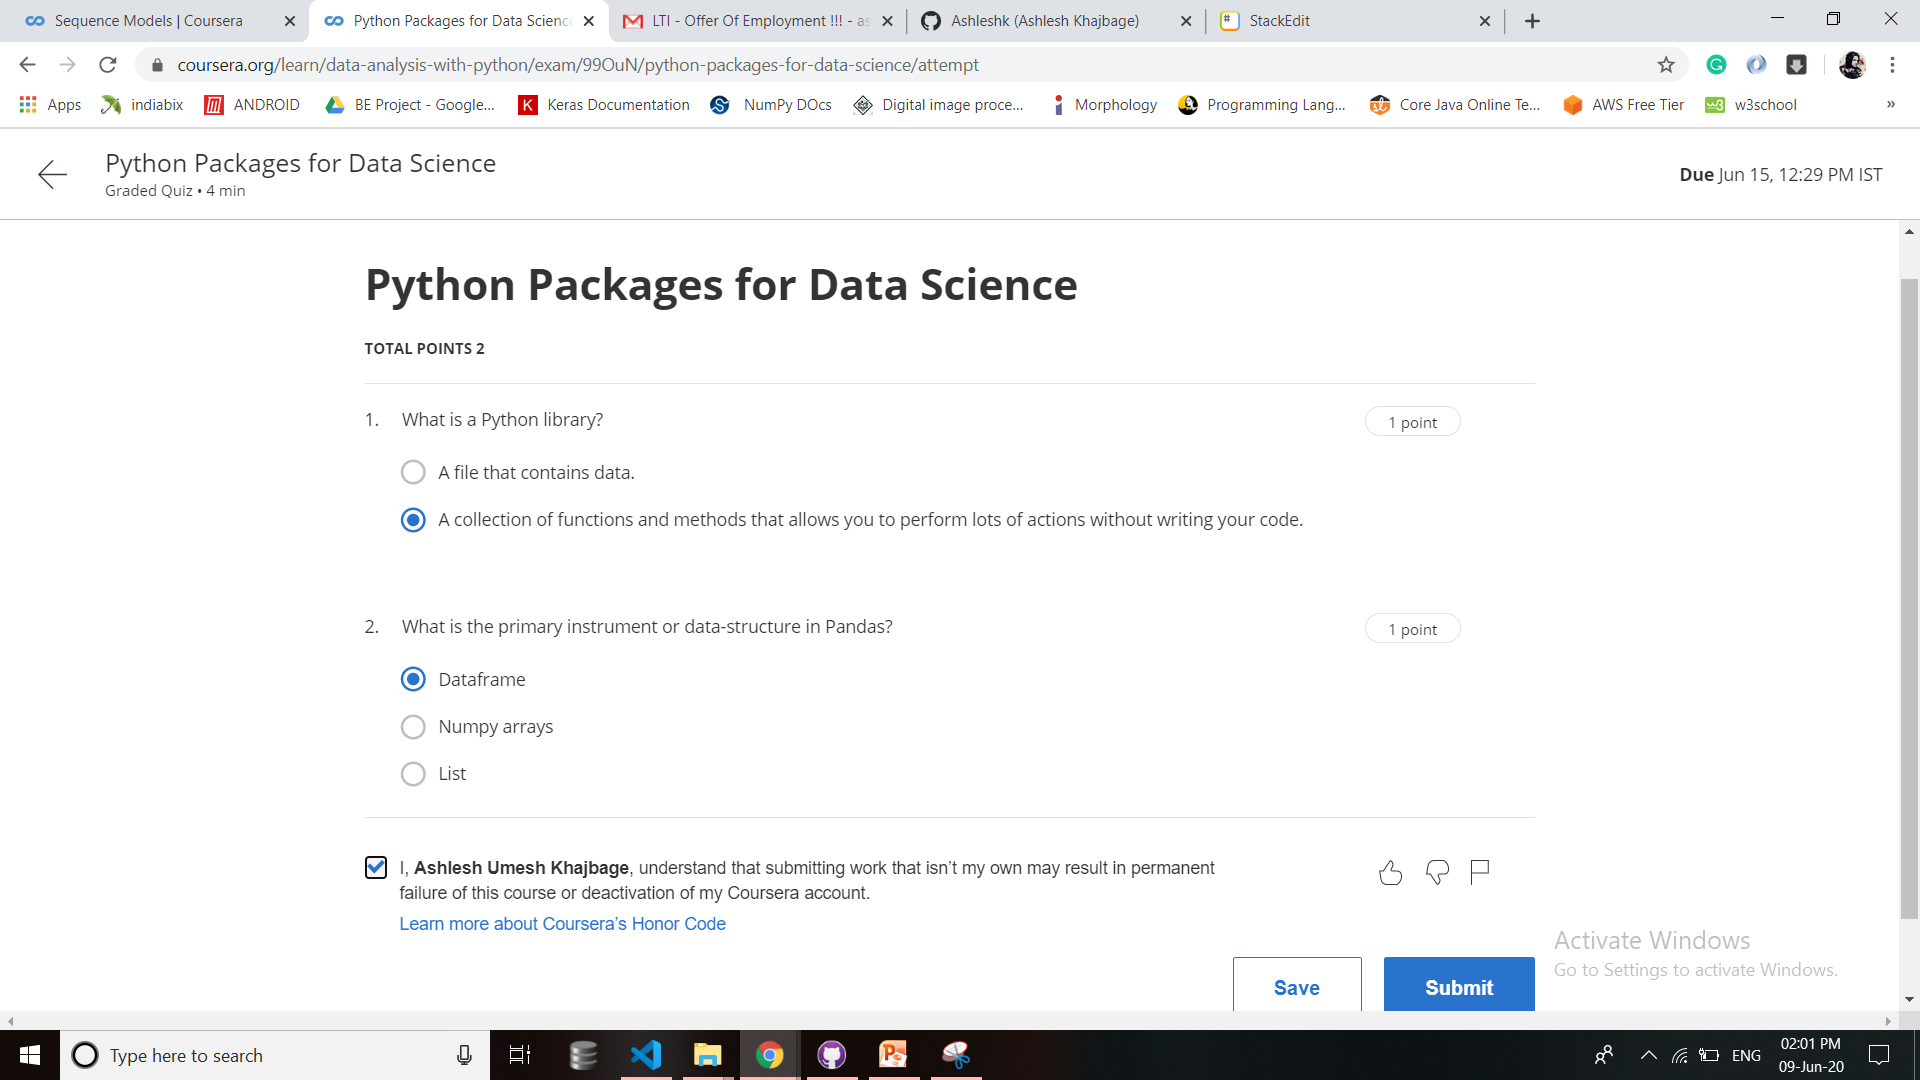 Sequence Models | Coursera
Python Packages for Data Science
LTI - Offer Of Employment !!! - as
Ashleshk (Ashlesh Khajbage)
StackEdit
coursera.org/learn/data-analysis-with-python/exam/99OuN/python-packages-for-data-science/attempt
Apps
indiabix
ANDROID
BE Project - Google...
Keras Documentation
NumPy DOcs
Digital image proce...
Morphology
Programming Lang...
Core Java Online Te...
AWS Free Tier
w3school
»
Python Packages for Data Science
Graded Quiz • 4 min
Due Jun 15, 12:29 PM IST
Python Packages for Data Science
TOTAL POINTS 2
1. What is a Python library?
1 point
A file that contains data.
A collection of functions and methods that allows you to perform lots of actions without writing your code.
2. What is the primary instrument or data-structure in Pandas?
1 point
Dataframe
Numpy arrays
List
I, Ashlesh Umesh Khajbage, understand that submitting work that isn’t my own may result in permanent
failure of this course or deactivation of my Coursera account.
Learn more about Coursera’s Honor Code
Activate Windows
Go to Settings to activate Windows.
Save
Submit
Type here to search
ENG
02:01 PM
09-Jun-20